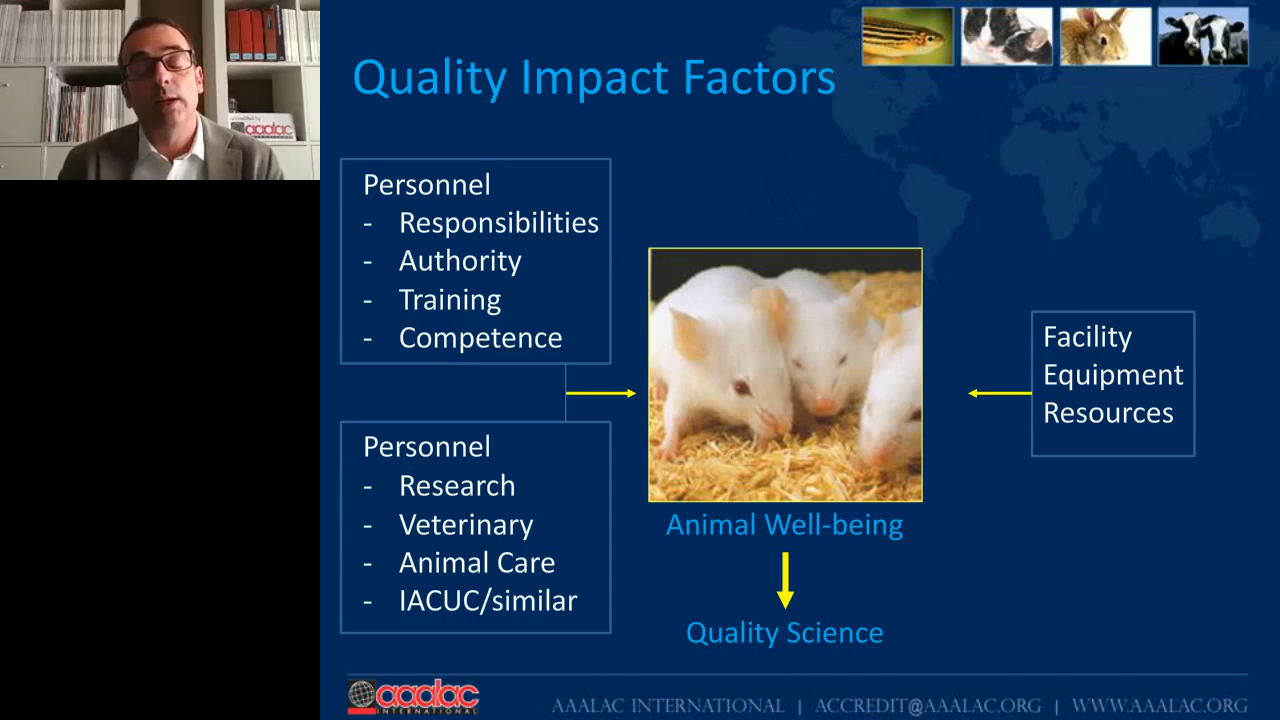 aaalac
Quality Impact Factors
Personnel
- Responsibilities
- Authority
- Training
- Competence
Personnel
- Research
- Veterinary
- Animal Care
- IACUC/similar
Facility
Equipment
Resources
Animal Well-being
Quality Science
aaalac
INTERNATIONAL
AAALAC INTERNATIONAL | ACCREDIT@AAALAC.ORG | WWW.AAALAC.ORG